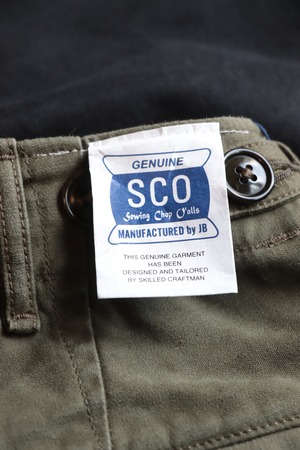 GENUINE
SCO
Sewing Chop O'alls
MANUFACTURED by JB
THIS GENUINE GARMENT
HAS BEEN
DESIGNED AND TAILORED
BY SKILLED CRAFTMAN